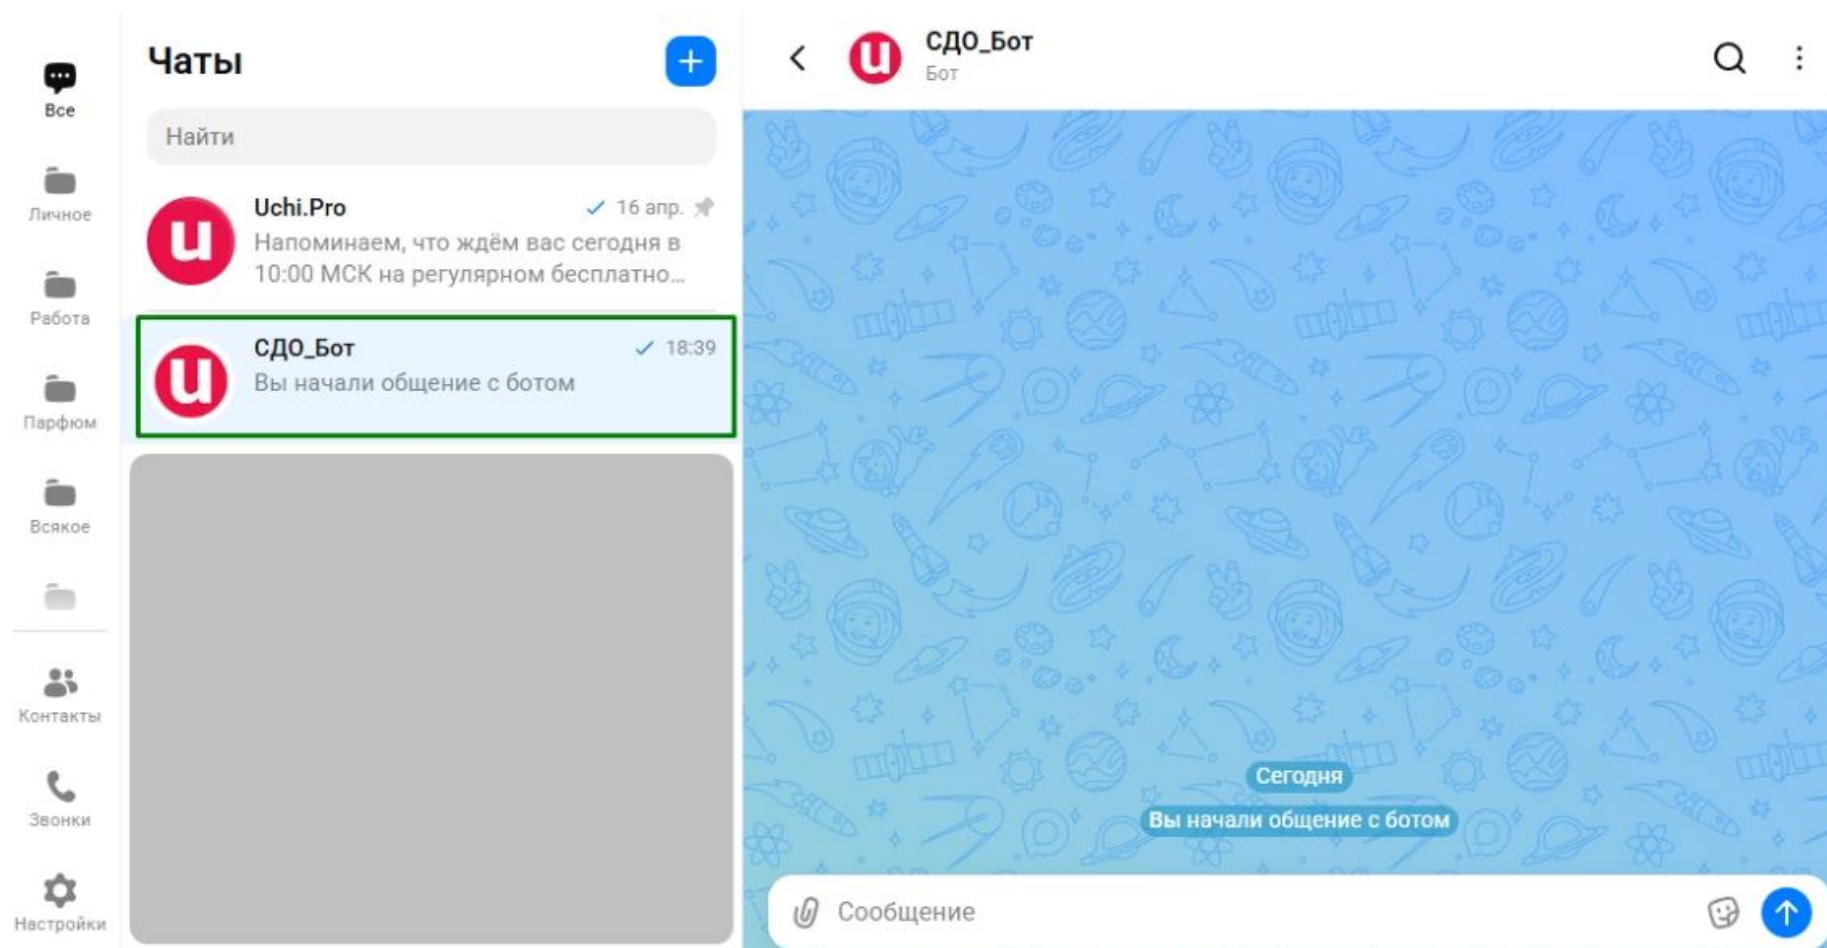 Все
Личное
Работа
Парфюм
Всякое
Контакты
Звонки
Настройки
Чаты
Найти
Uchi.Pro
16 апр.
Напоминаем, что ждём вас сегодня в
10:00 МСК на регулярном бесплатно...
СДО_Бот
18:39
Вы начали общение с ботом
СДО_Бот
Бот
Сегодня
Вы начали общение с ботом
Сообщение